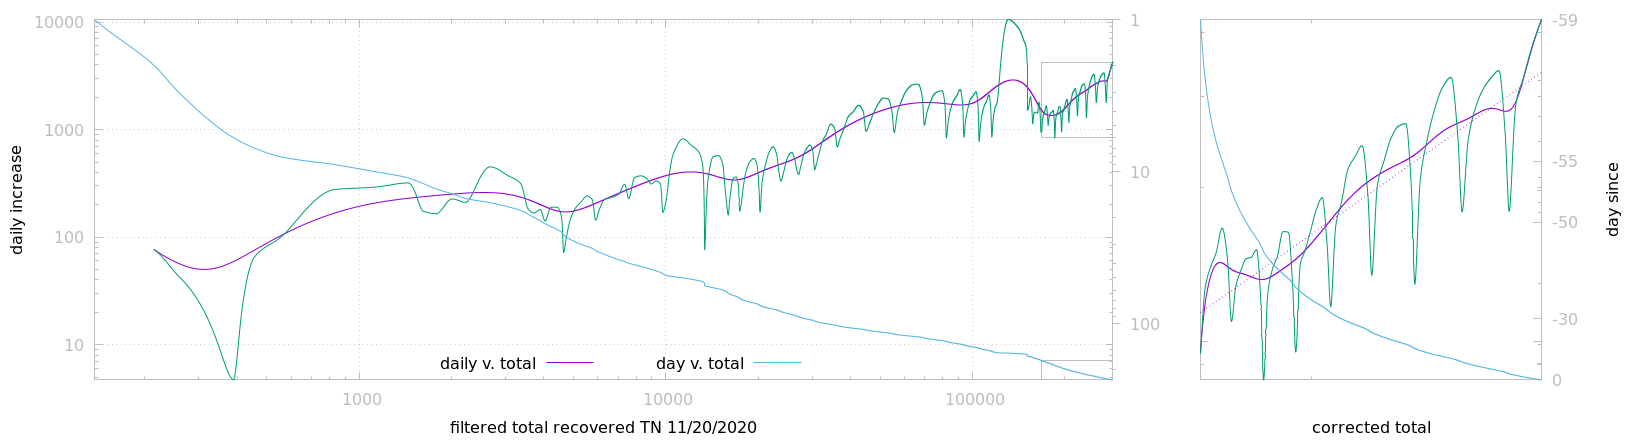 10000
1000
100
10
daily increase
1
10
100
daily v. total
day v. total
1000
10000
100000
filtered total recovered TN 11/20/2020
-59
-55
-50
-30
0
day since
corrected total